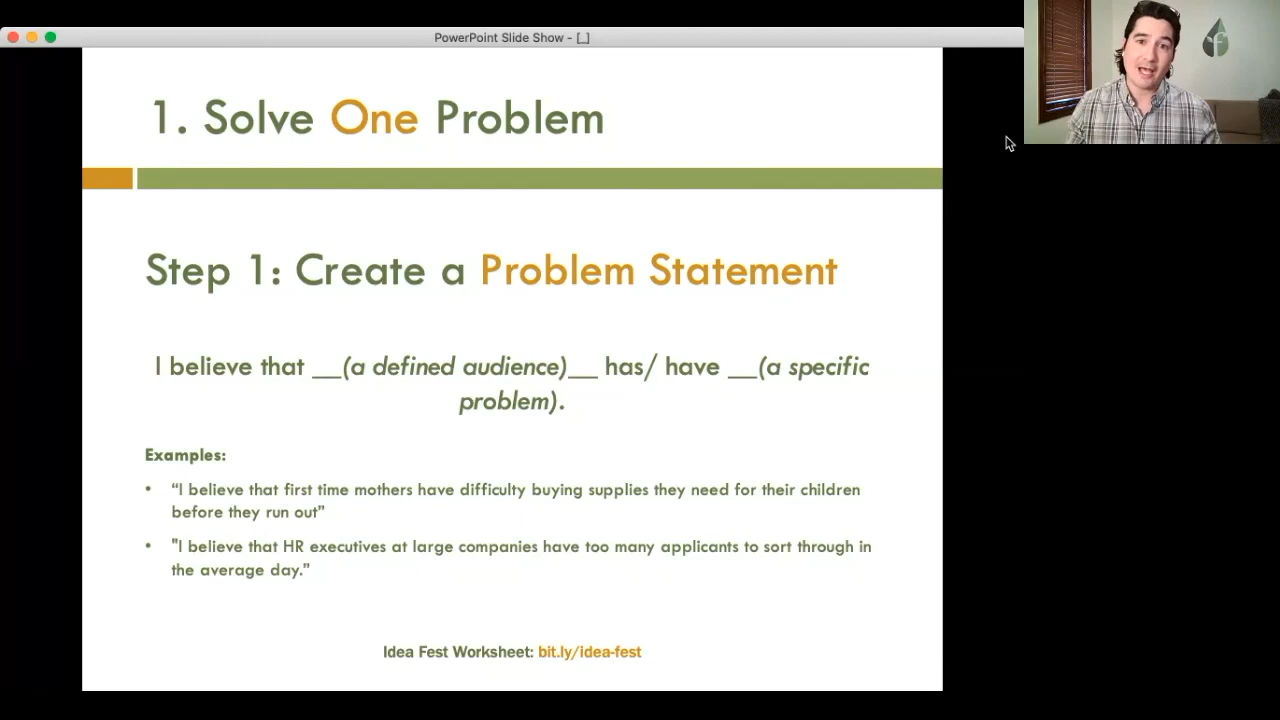 PowerPoint Slide Show - [_]
1. Solve One Problem
Step 1: Create a Problem Statement
I believe that __(a defined audience)__ has/ have __(a specific
problem).
Examples:
• “I believe that first time mothers have difficulty buying supplies they need for their children
before they run out”
• "I believe that HR executives at large companies have too many applicants to sort through in
the average day.”
Idea Fest Worksheet: bit.ly/idea-fest
f